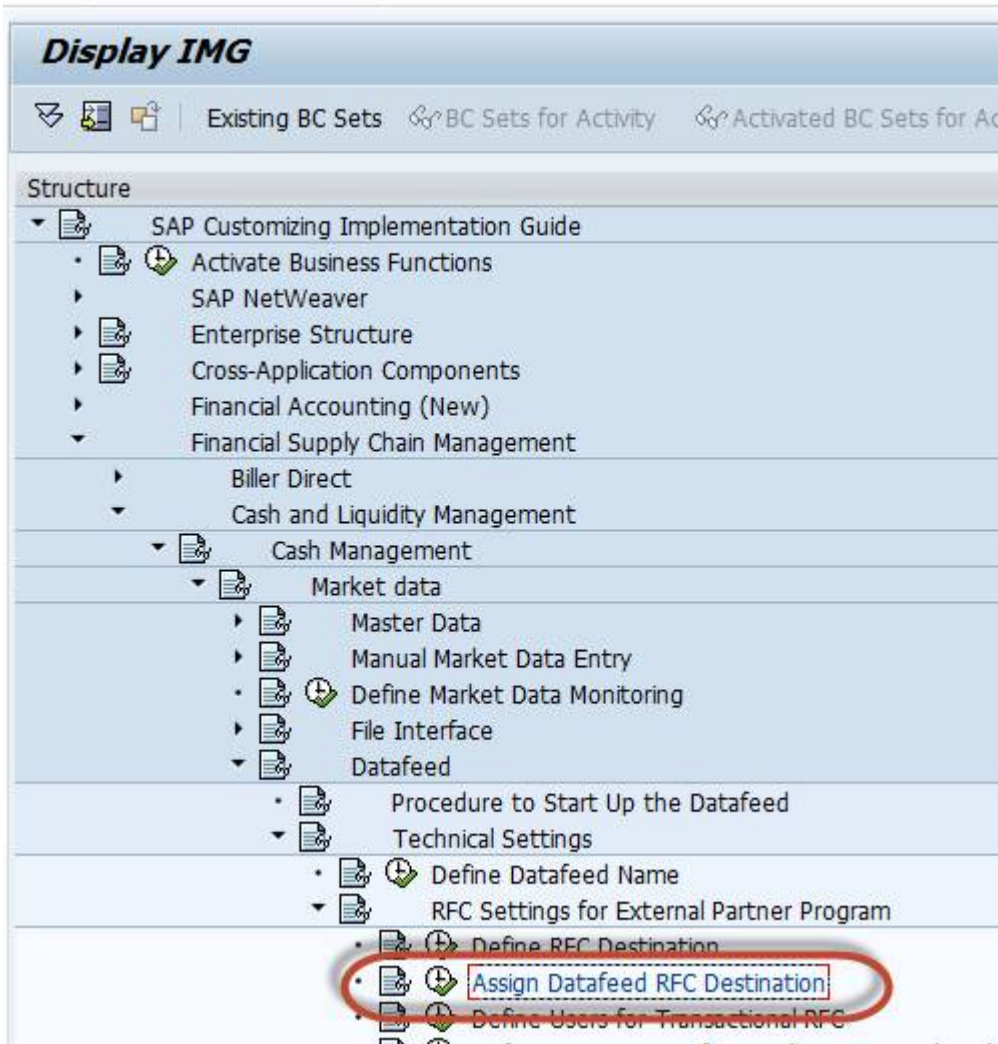 Display IMG
Existing BC Sets BC Sets for Activity Activated BC Sets for Ac
Structure
SAP Customizing Implementation Guide
Activate Business Functions
SAP NetWeaver
Enterprise Structure
Cross-Application Components
Financial Accounting (New)
Financial Supply Chain Management
Biller Direct
Cash and Liquidity Management
Cash Management
Market data
Master Data
Manual Market Data Entry
Define Market Data Monitoring
File Interface
Datafeed
Procedure to Start Up the Datafeed
Technical Settings
Define Datafeed Name
RFC Settings for External Partner Program
Define RFC Destination
Assign Datafeed RFC Destination
Define Users for Transactional RFC